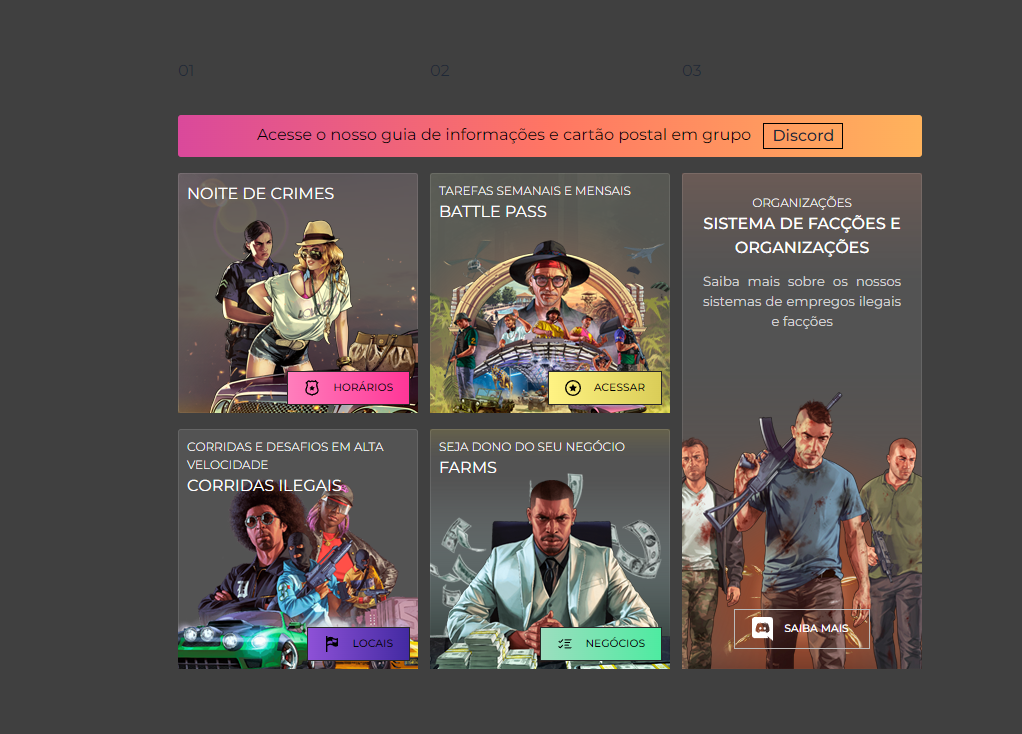 01
02
03
Acesse o nosso guia de informações e cartão postal em grupo
Discord
NOITE DE CRIMES
HORÁRIOS
TAREFAS SEMANAIS E MENSAIS
BATTLE PASS
ACESSAR
ORGANIZAÇÕES
SISTEMA DE FACÇÕES E
ORGANIZAÇÕES
Saiba mais sobre os nossos
sistemas de empregos ilegais
e facções
SAIBA MAIS
CORRIDAS E DESAFIOS EM ALTA
VELOCIDADE
CORRIDAS ILEGAIS
LOCAIS
SEJA DONO DO SEU NEGÓCIO
FARMS
NEGÓCIOS